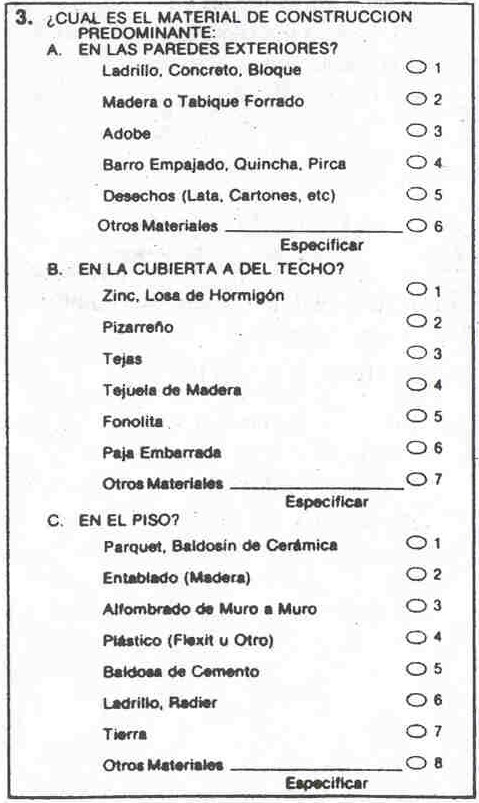 3. ¿CUAL ES EL MATERIAL DE CONSTRUCCION
PREDOMINANTE:
A. EN LAS PAREDES EXTERIORES?
Ladrillo, Concreto, Bloque 1
Madera o Tabique Forrado 2
Adobe 3
Barro Empajado, Quincha, Pirca 4
Desechos (Lata, Cartones, etc) 5
Otros Materiales 6
Especificar
B. EN LA CUBIERTA A DEL TECHO?
Zinc, Losa de Hormigón 1
Pizarreño 2
Tejas 3
Tejuela de Madera 4
Fonolita 5
Paja Embarrada 6
Otros Materiales 7
Especificar
C. EN EL PISO?
Parquet, Baldosín de Cerámica 1
Entablado (Madera) 2
Alfombrado de Muro a Muro 3
Plástico (Flexit u Otro) 4
Baldosa de Cemento 5
Ladrillo, Radier 6
Tierra 7
Otros Materiales 8
Especificar